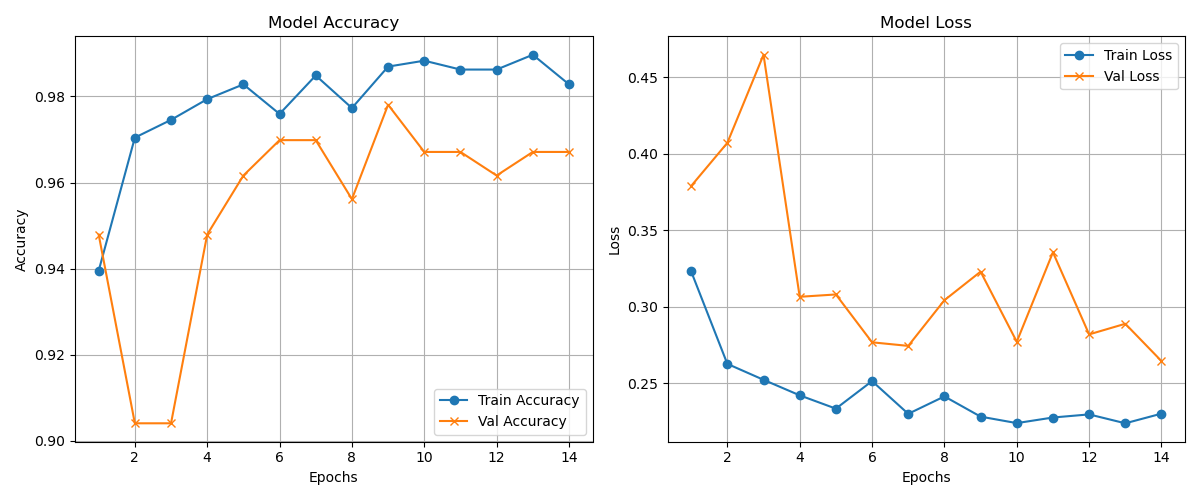 Model Accuracy
Accuracy
0.98
0.96
0.94
0.92
0.90
2 4 6 8 10 12 14
Epochs
Train Accuracy
Val Accuracy
Model Loss
Loss
0.45
0.40
0.35
0.30
0.25
2 4 6 8 10 12 14
Epochs
Train Loss
Val Loss